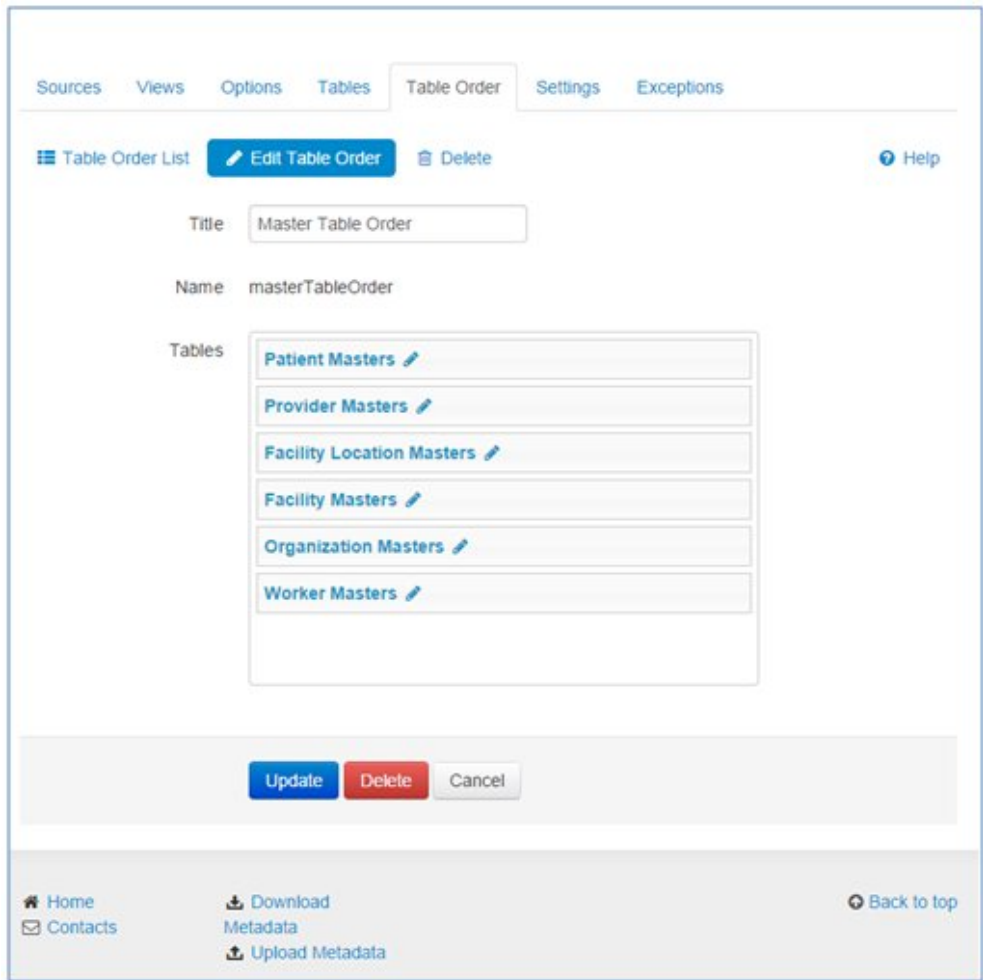 Sources Views Options Tables Table Order Settings Exceptions
Table Order List Edit Table Order Delete Help
Title Master Table Order
Name masterTableOrder
Tables
Patient Masters
Provider Masters
Facility Location Masters
Facility Masters
Organization Masters
Worker Masters
Update Delete Cancel
Home
Contacts
Download
Metadata
Upload Metadata
Back to top